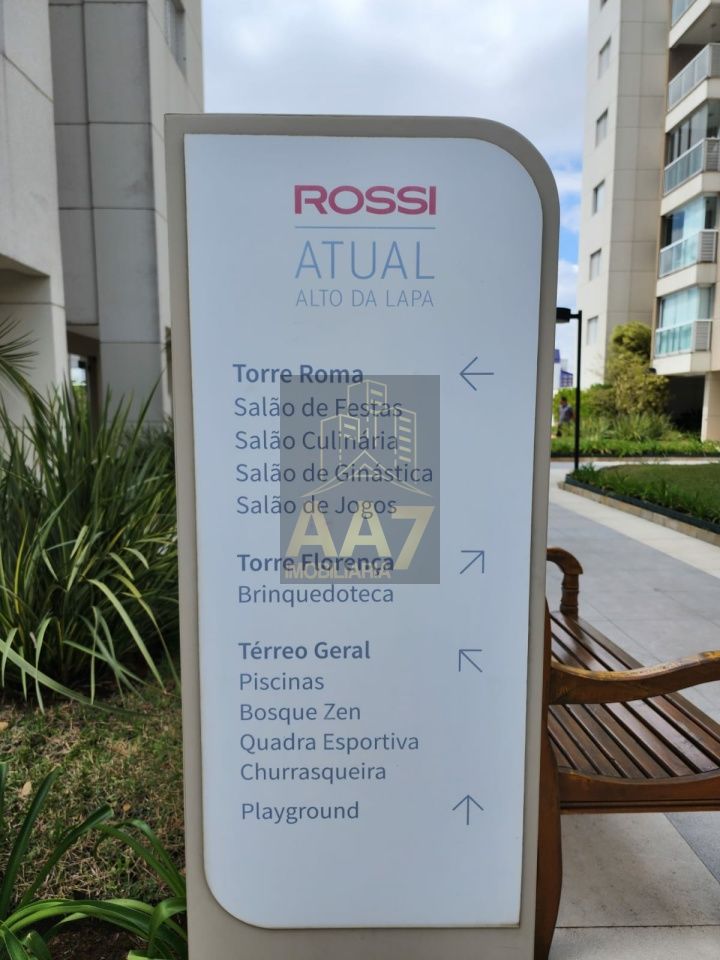 ROSSI
ATUAL
ALTO DA LAPA
Torre Roma
Salão de Festas
Salão Culinária
Salão de Ginástica
Salão de Jogos
AA7
IMOBILIÁRIA
Torre Florença
Brinquedoteca
Térreo Geral
Piscinas
Bosque Zen
Quadra Esportiva
Churrasqueira
Playground